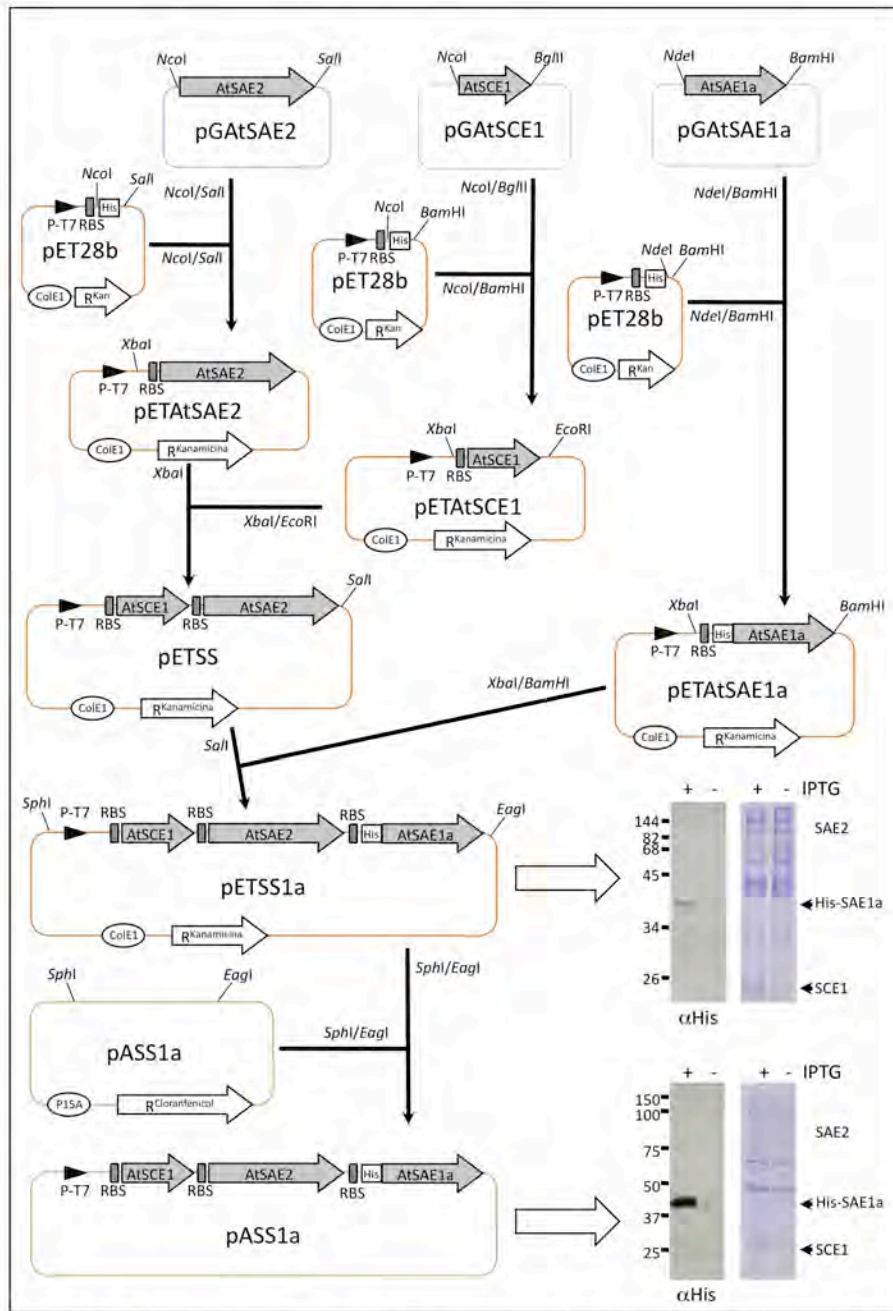 NcoI SalI
AtSAE2
pGAtSAE2
NcoI BglII
AtSCE1
pGAtSCE1
NdeI BamHI
AtSAE1a
pGAtSAE1a
NcoI/SalI
NcoI/BglII
NdeI/BamHI
NcoI SalI
His
P-T7 RBS
pET28b
ColE1 RKan
NcoI/SalI
NcoI BamHI
His
P-T7 RBS
pET28b
ColE1 RKan
NcoI/BamHI
NdeI BamHI
His
P-T7 RBS
pET28b
ColE1 RKan
NdeI/BamHI
XbaI
AtSAE2
P-T7 RBS
pETAtSAE2
ColE1 RKanamicina
XbaI
XbaI EcoRI
AtSCE1
P-T7 RBS
pETAtSCE1
ColE1 RKanamicina
XbaI/EcoRI
SalI
AtSCE1 AtSAE2
P-T7 RBS RBS
pETSS
ColE1 RKanamicina
SalI
XbaI BamHI
His AtSAE1a
P-T7 RBS
pETAtSAE1a
ColE1 RKanamicina
XbaI/BamHI
SphI P-T7 RBS RBS RBS EagI
AtSCE1 AtSAE2 His AtSAE1a
pETSS1a
ColE1 RKanamicina
SphI/EagI
+ - + - IPTG
144
82
68
45
34
26
SAE2
His-SAE1a
SCE1
αHis
SphI EagI
pASS1a
P15A RCloranfenicol
SphI/EagI
AtSCE1 AtSAE2 His AtSAE1a
P-T7 RBS RBS RBS
pASS1a
+ - + - IPTG
150
100
75
50
37
25
SAE2
His-SAE1a
SCE1
αHis